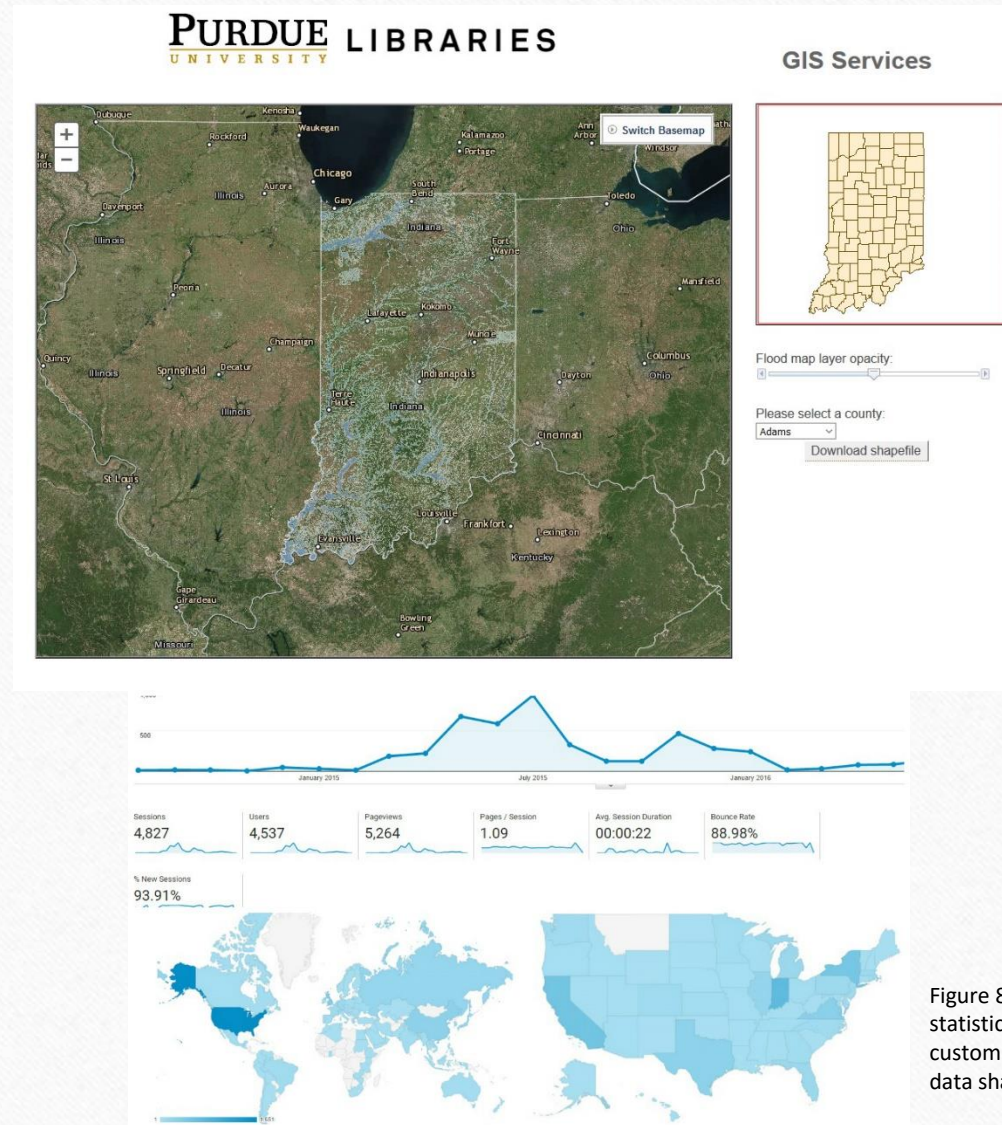 PURDUE LIBRARIES
UNIVERSITY
GIS Services
Dubuque
Kenosha
Rockford
Waukegan
Kalamazoo
Portage
Ann
Arbor
Switch Basemap
Windsor
+
−
Chicago
Aurora
Illinois
Gary
South
Bend
Toledo
Davenport
Indiana
Ohio
Illinois
Fort
Wayne
Peoria
Mansfield
Lafayette
Kokomo
Muncie
Champaign
Quincy
Illinois
Springfield
Decatur
Indianapolis
Dayton
Columbus
Ohio
Terre
Haute
Illinois
Indiana
Cincinnati
St Louis
Louisville
Frankfort
Lexington
Evansville
Kentucky
Cape
Girardeau
Bowling
Green
Missouri
Flood map layer opacity:
Please select a county:
Adams
Download shapefile
500
January 2015
July 2015
January 2016
Sessions
4,827
Users
4,537
Pageviews
5,264
Pages / Session
1.09
Avg. Session Duration
00:00:22
Bounce Rate
88.98%
% New Sessions
93.91%
1
Figure 8
statistic
custom
data sha